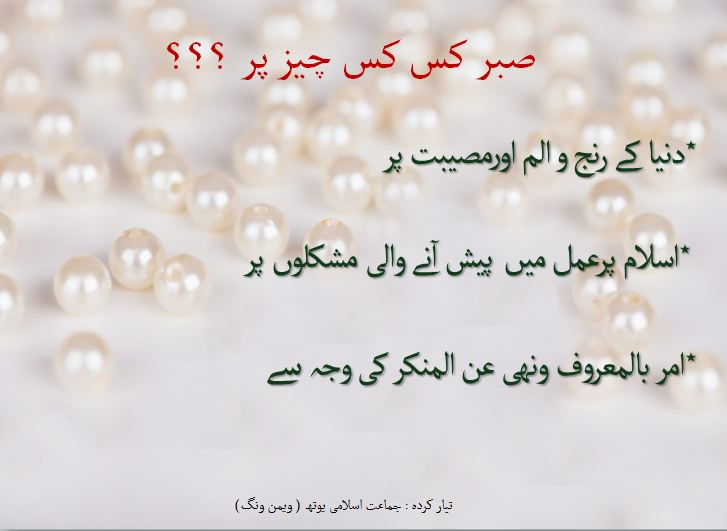 صبر کس کس چیز پر ؟؟؟
*دنیا کے رنج و الم اورمصیبت پر
*اسلام پرعمل میں پیش آنے والی مشکلوں پر
*امر بالمعروف ونھی عن المنکر کی وجہ سے
تیار کردہ : جماعت اسلامی یوتھ ( ویمن ونگ )